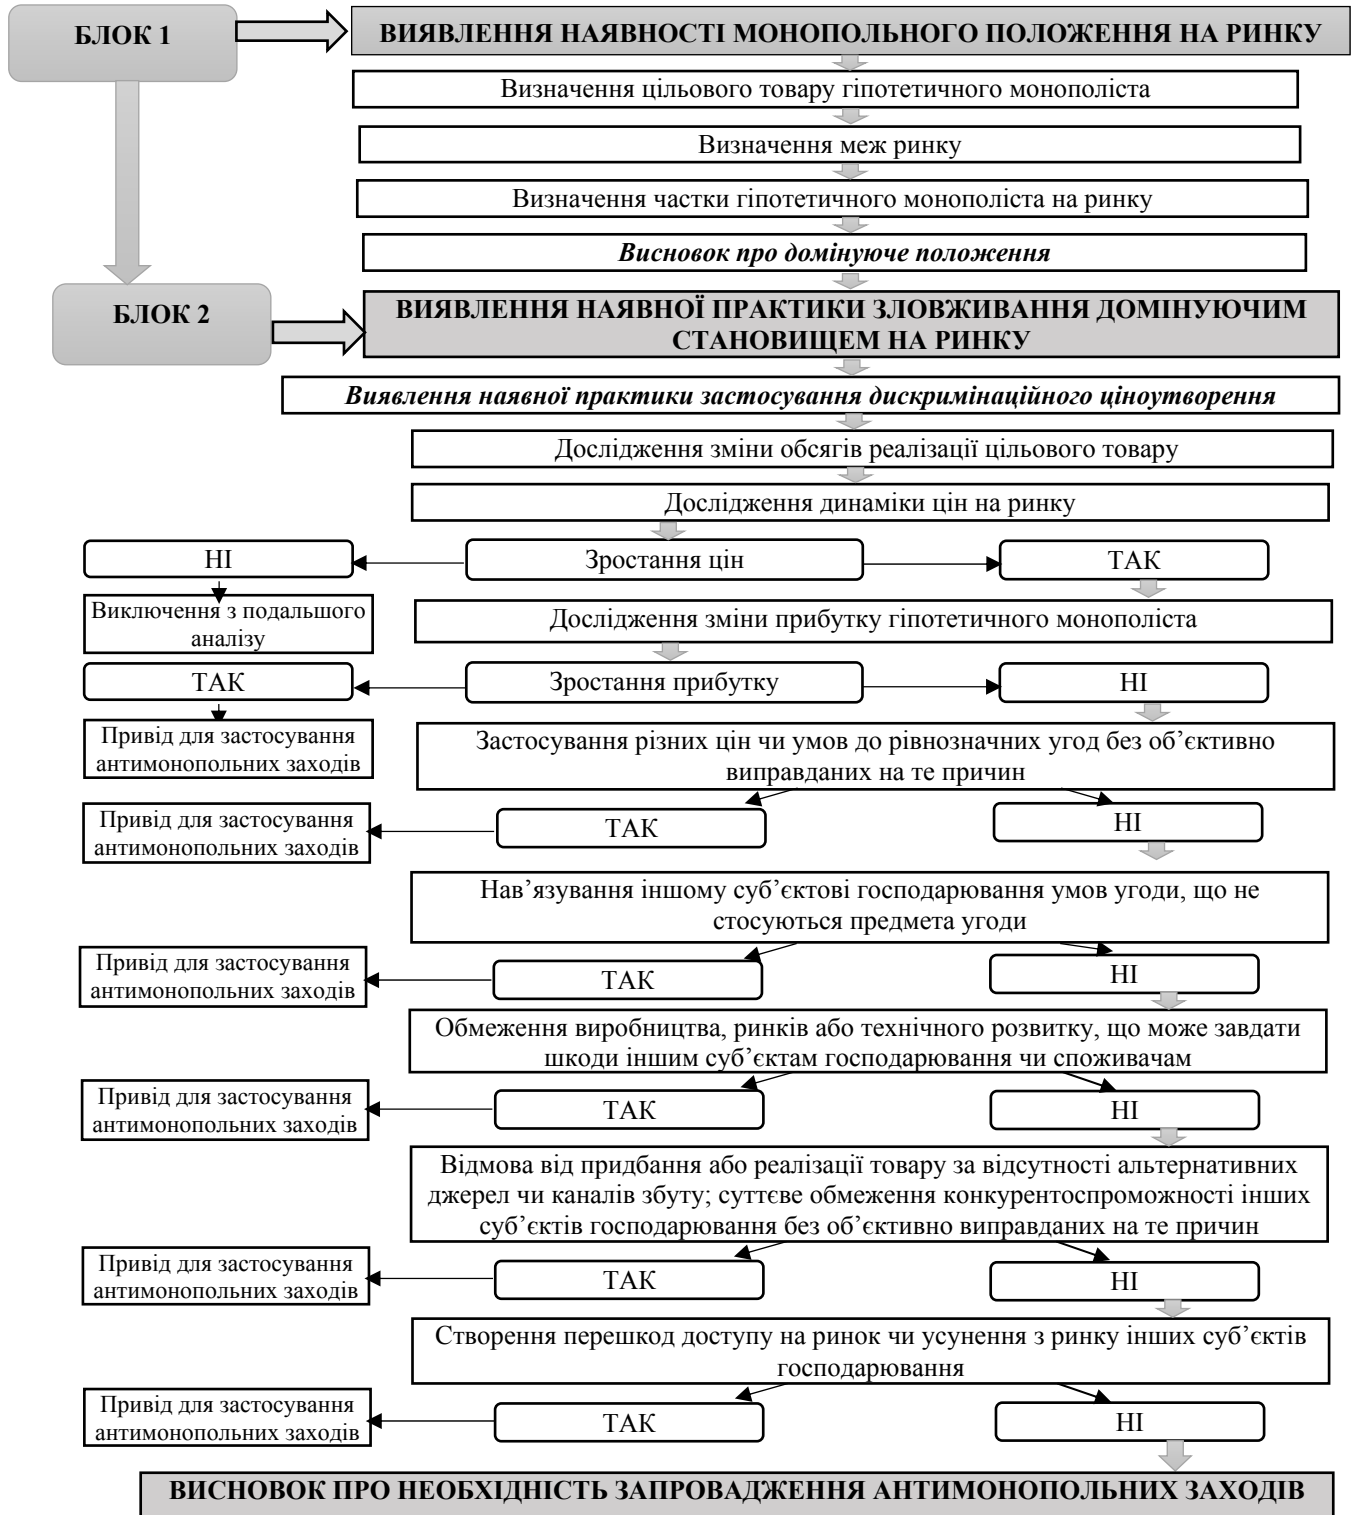 БЛОК 1
ВИЯВЛЕННЯ НАЯВНОСТІ МОНОПОЛЬНОГО ПОЛОЖЕННЯ НА РИНКУ
Визначення цільового товару гіпотетичного монополіста
Визначення меж ринку
Визначення частки гіпотетичного монополіста на ринку
Висновок про домінуюче положення
БЛОК 2
ВИЯВЛЕННЯ НАЯВНОЇ ПРАКТИКИ ЗЛОВЖИВАННЯ ДОМІНУЮЧИМ
СТАНОВИЩЕМ НА РИНКУ
Виявлення наявної практики застосування дискримінаційного ціноутворення
Дослідження зміни обсягів реалізації цільового товару
Дослідження динаміки цін на ринку
НІ
Зростання цін
ТАК
Виключення з подальшого
аналізу
Дослідження зміни прибутку гіпотетичного монополіста
ТАК
Зростання прибутку
НІ
Привід для застосування
антимонопольних заходів
Застосування різних цін чи умов до рівнозначних угод без об’єктивно
виправданих на те причин
Привід для застосування
антимонопольних заходів
ТАК
НІ
Нав’язування іншому суб’єктові господарювання умов угоди, що не
стосуються предмета угоди
Привід для застосування
антимонопольних заходів
ТАК
НІ
Обмеження виробництва, ринків або технічного розвитку, що може завдати
шкоди іншим суб’єктам господарювання чи споживачам
Привід для застосування
антимонопольних заходів
ТАК
НІ
Відмова від придбання або реалізації товару за відсутності альтернативних
джерел чи каналів збуту; суттєве обмеження конкурентоспроможності інших
суб’єктів господарювання без об’єктивно виправданих на те причин
Привід для застосування
антимонопольних заходів
ТАК
НІ
Створення перешкод доступу на ринок чи усунення з ринку інших суб’єктів
господарювання
Привід для застосування
антимонопольних заходів
ТАК
НІ
ВИСНОВОК ПРО НЕОБХІДНІСТЬ ЗАПРОВАДЖЕННЯ АНТИМОНОПОЛЬНИХ ЗАХОДІВ